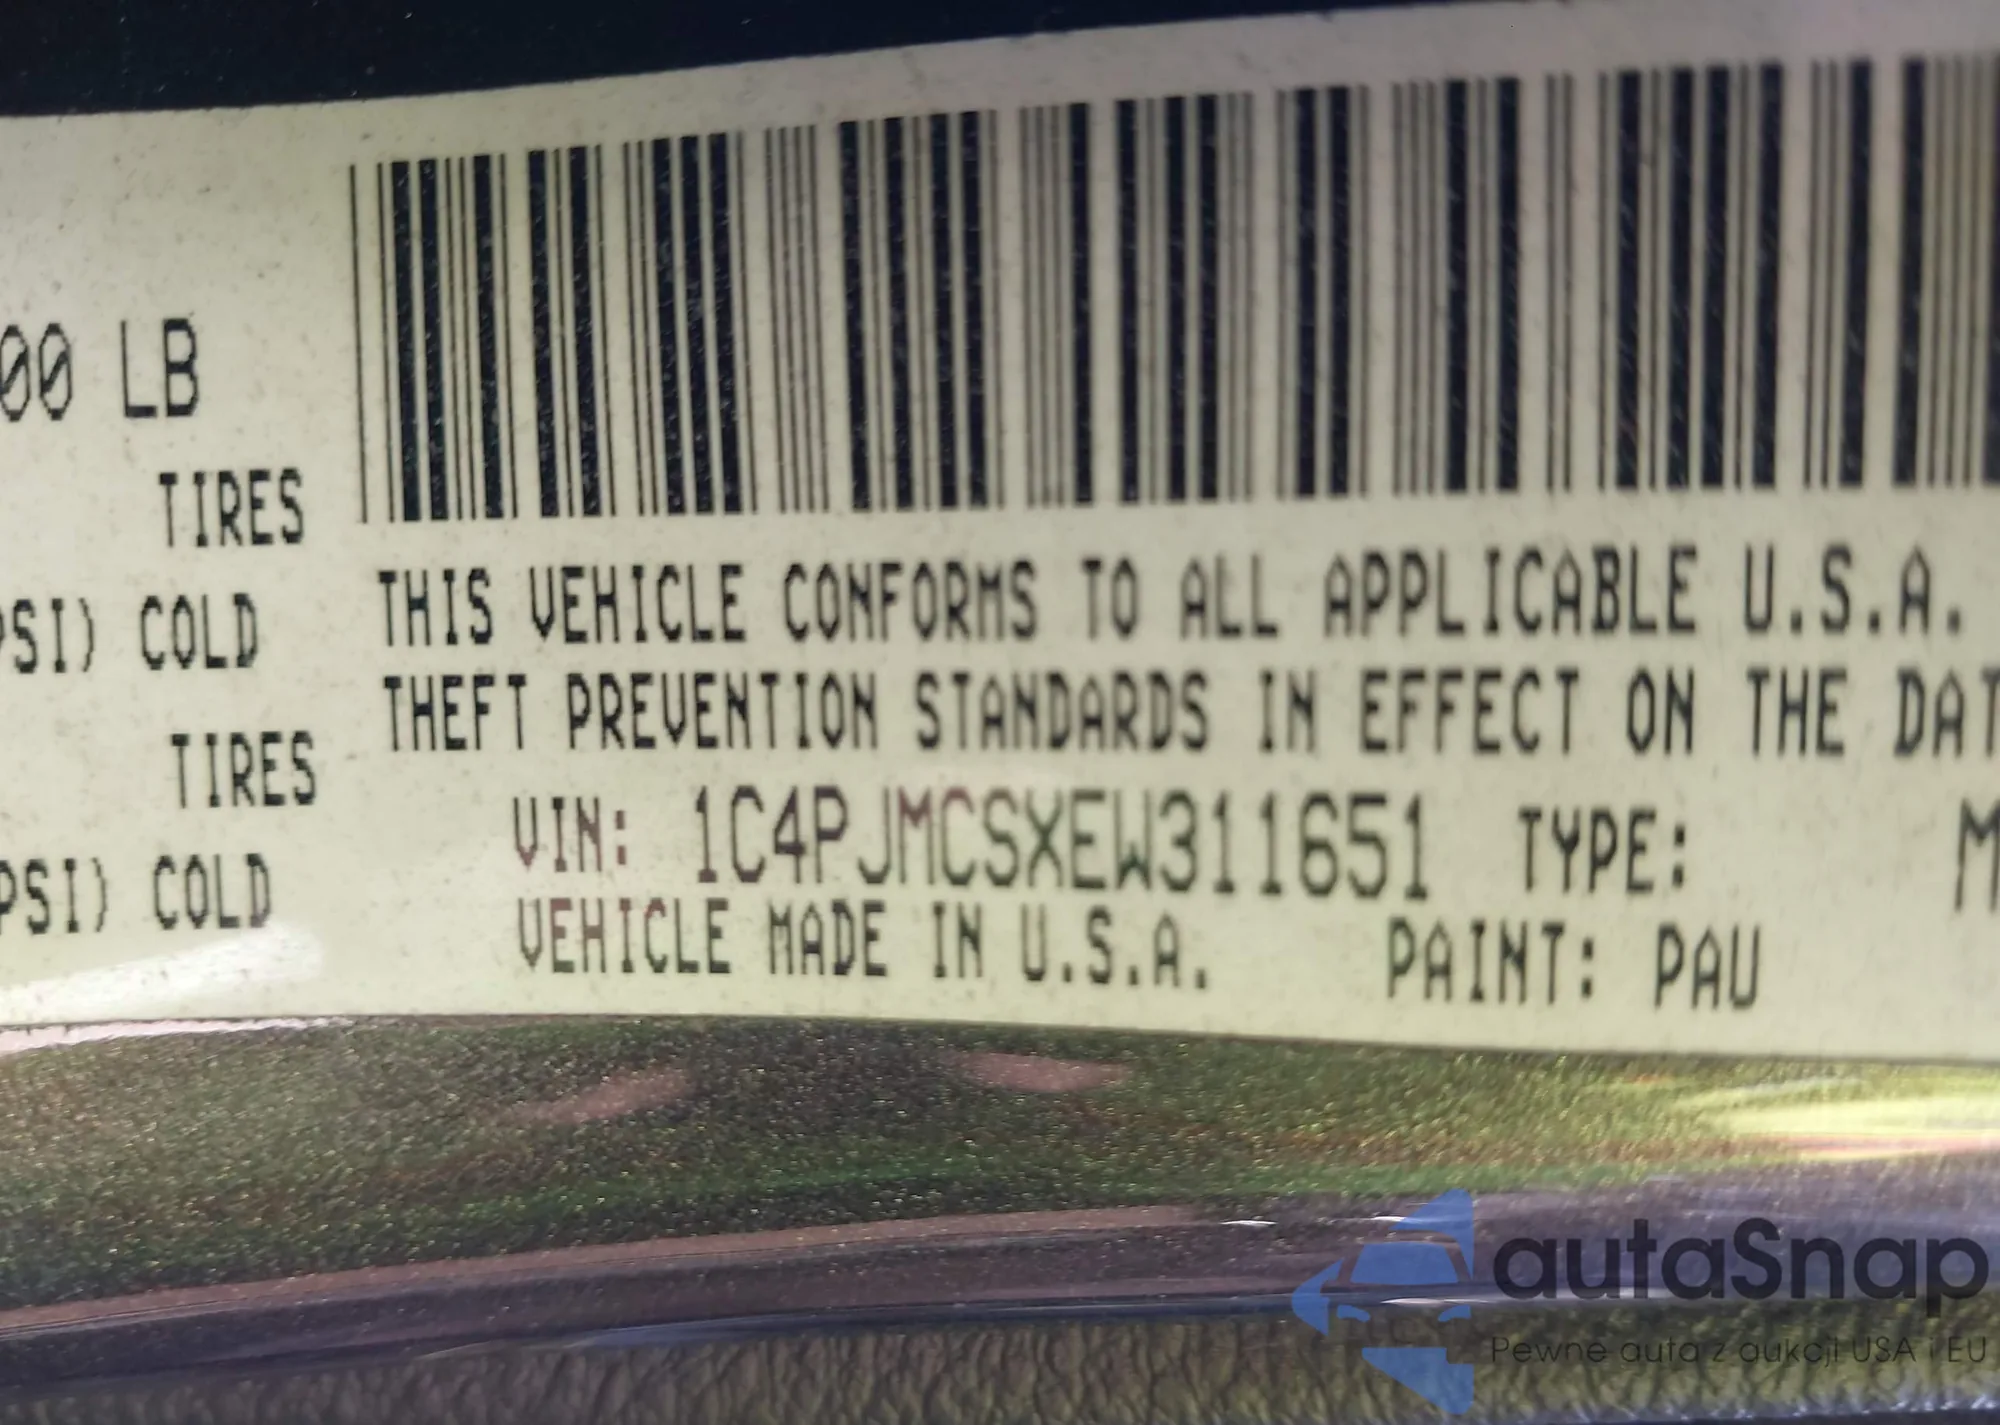 00 LB
TIRES
PSI) COLD
TIRES
PSI) COLD
THIS VEHICLE CONFORMS TO ALL APPLICABLE U.S.A.
THEFT PREVENTION STANDARDS IN EFFECT ON THE DAT
VIN: 1C4PJMCSXEW311651 TYPE: M
VEHICLE MADE IN U.S.A. PAINT: PAU
autaSnap
Pewne auta z aukcji USA i EU